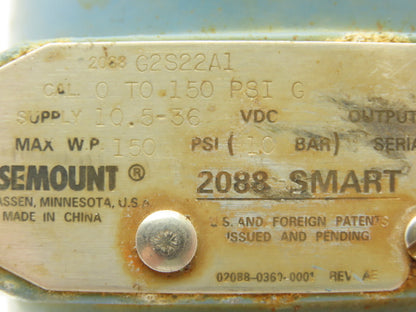 2088 G2S22A1
CAL 0 TO 150 PSI G
SUPPLY 10.5-36 VDC OUTPUT
MAX W.P. 150 PSI ( 10 BAR) SERIA
SEMOUNT® 2088 SMART
ASSEN, MINNESOTA, U.S.A.
MADE IN CHINA
U.S. AND FOREIGN PATENTS
ISSUED AND PENDING
02088-0360-0001 REV. AE